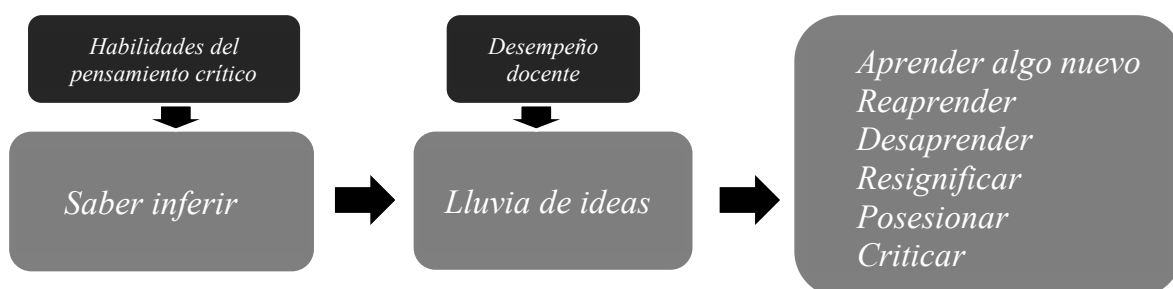 Habilidades del
pensamiento crítico
Desempeño
docente
Saber inferir
Lluvia de ideas
Aprender algo nuevo
Reaprender
Desaprender
Resignificar
Posesionar
Criticar